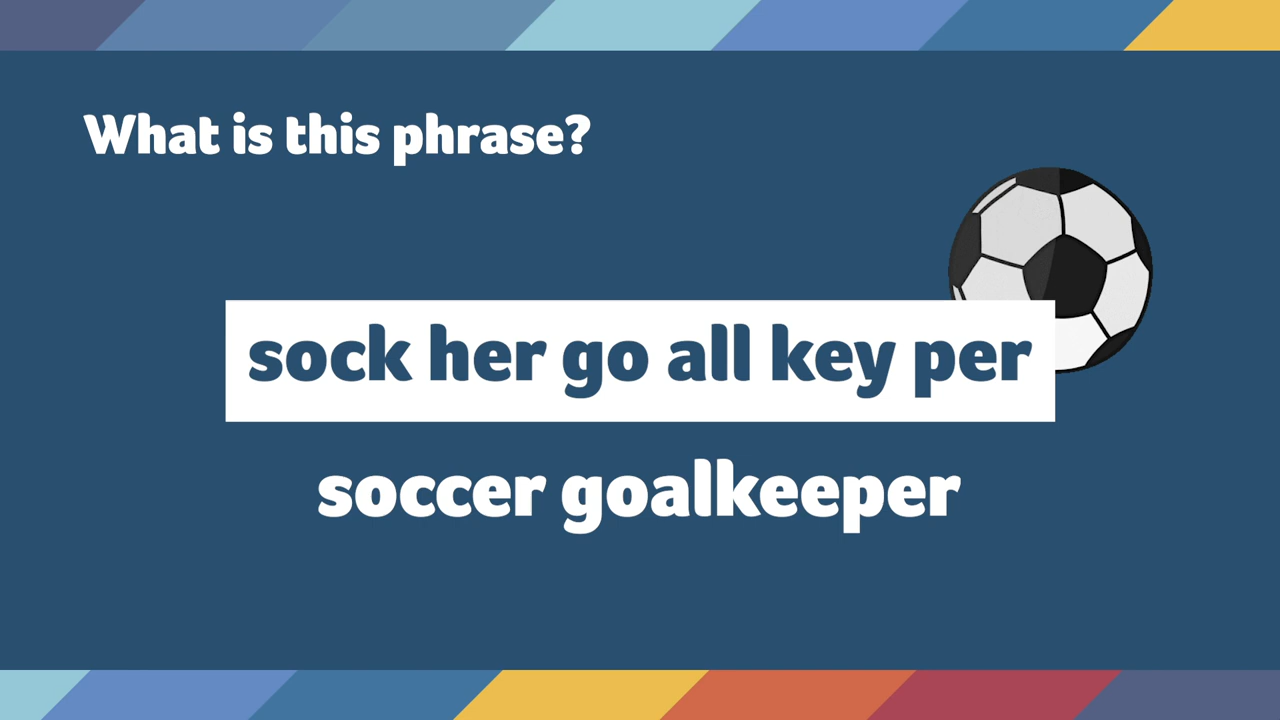 What is this phrase?
sock her go all key per
soccer goalkeeper